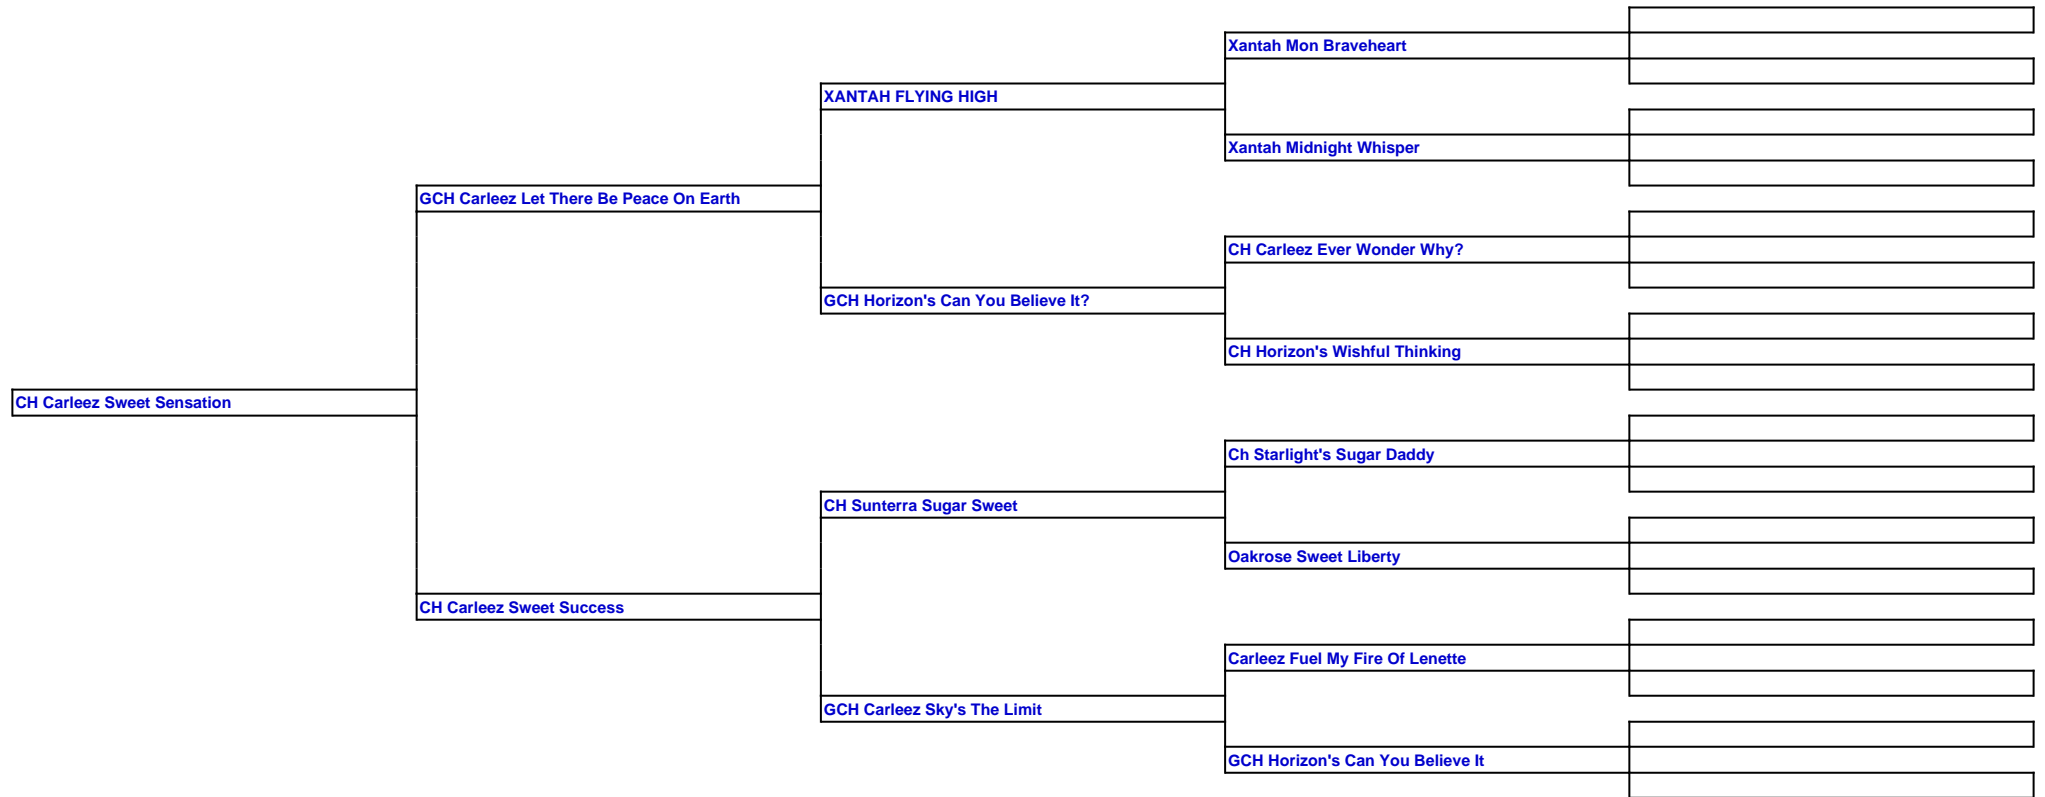 Xantah Mon Braveheart
XANTAH FLYING HIGH
Xantah Midnight Whisper
GCH Carleez Let There Be Peace On Earth
CH Carleez Ever Wonder Why?
GCH Horizon's Can You Believe It?
CH Horizon's Wishful Thinking
CH Carleez Sweet Sensation
Ch Starlight's Sugar Daddy
CH Sunterra Sugar Sweet
Oakrose Sweet Liberty
CH Carleez Sweet Success
Carleez Fuel My Fire Of Lenette
GCH Carleez Sky's The Limit
GCH Horizon's Can You Believe It